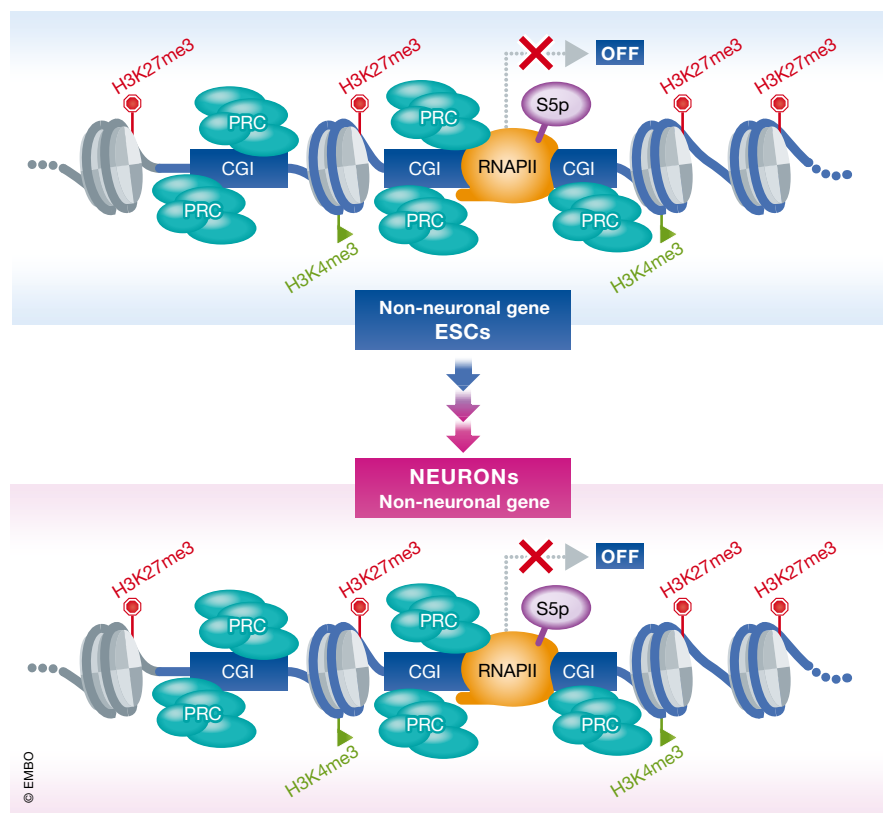 H3K27me3
H3K27me3
OFF
H3K27me3
H3K27me3
PRC
PRC
S5p
CGI
CGI
RNAPII
CGI
PRC
PRC
PRC
H3K4me3
H3K4me3
Non-neuronal gene
ESCs
NEURONs
Non-neuronal gene
H3K27me3
H3K27me3
OFF
H3K27me3
H3K27me3
PRC
PRC
S5p
CGI
CGI
RNAPII
CGI
PRC
PRC
PRC
H3K4me3
H3K4me3
© EMBO